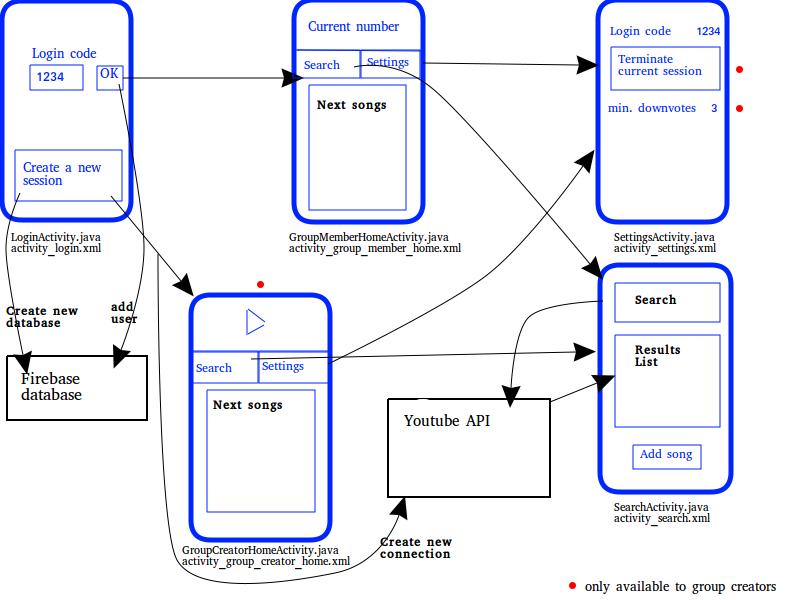 Login code
1234
OK
Create a new
session
LoginActivity.java
activity_login.xml
Current number
Search
Settings
Next songs
GroupMemberHomeActivity.java
activity_group_member_home.xml
Login code
1234
Terminate
current session
min. downvotes
3
SettingsActivity.java
activity_settings.xml
Create new
database
add
user
Firebase
database
Search
Settings
Next songs
GroupCreatorHomeActivity.java
activity_group_creator_home.xml
Youtube API
Create new
connection
Search
Results
List
Add song
SearchActivity.java
activity_search.xml
only available to group creators